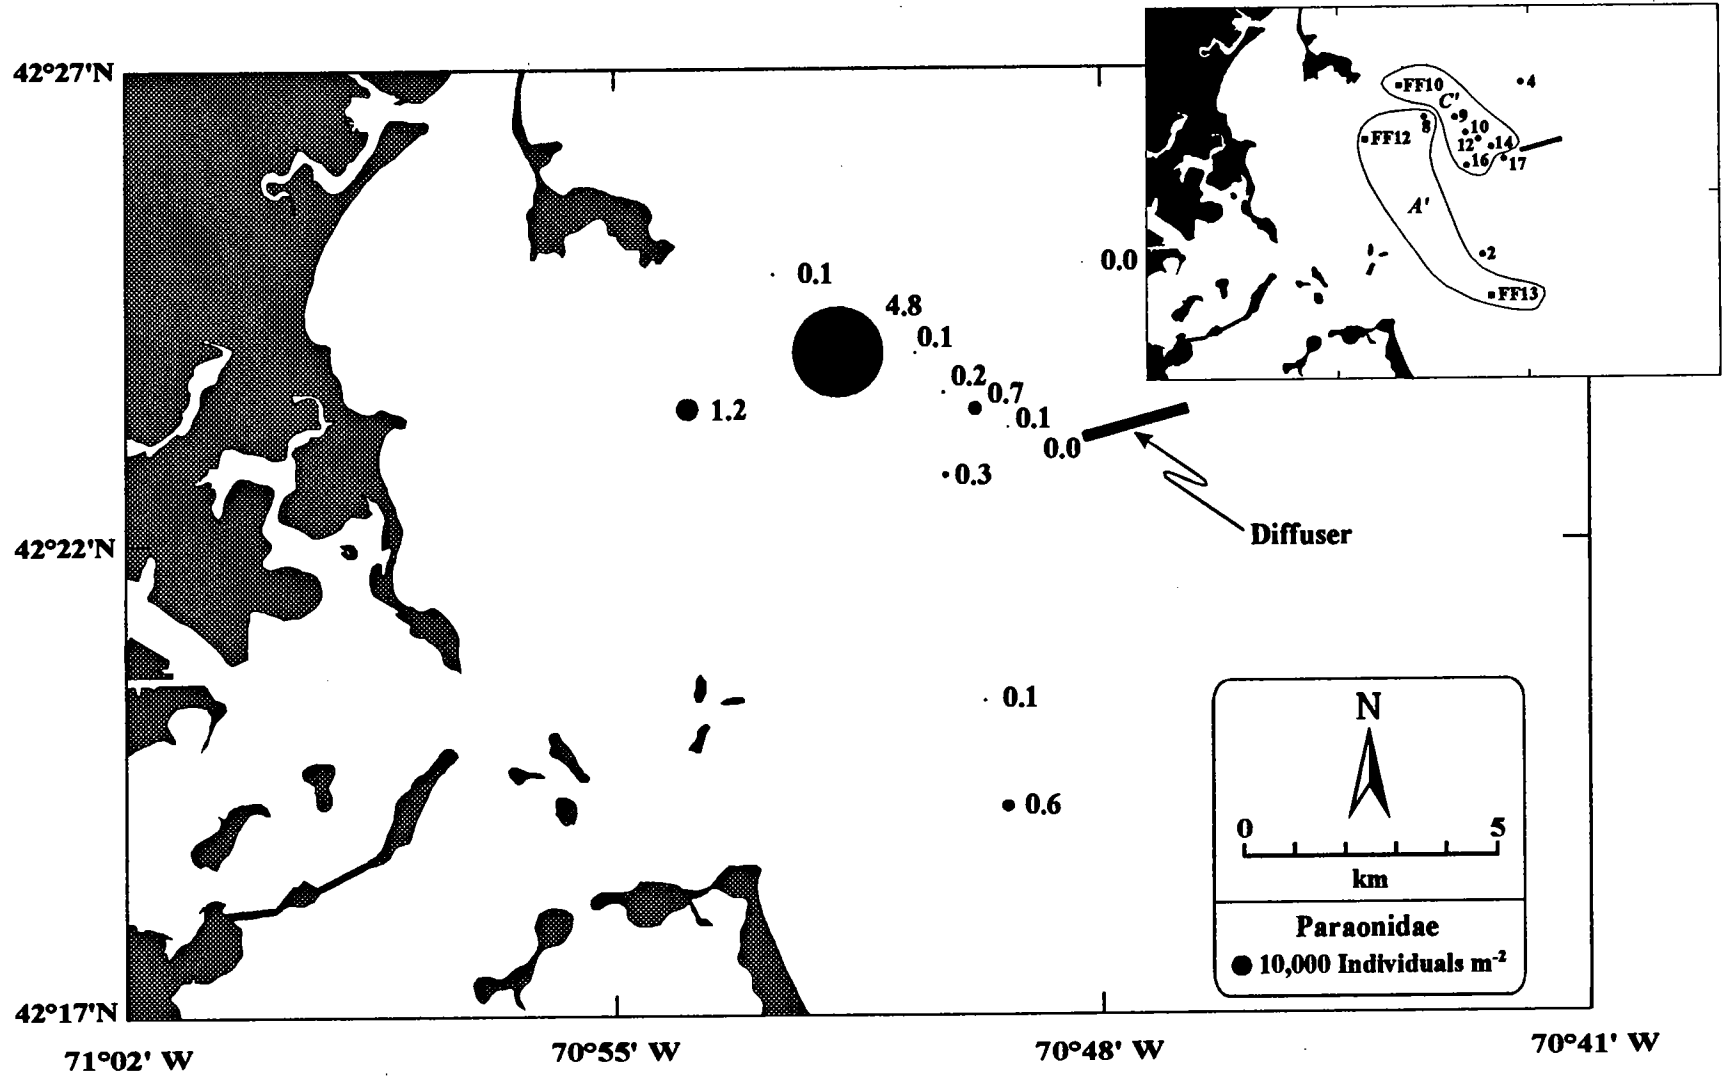 42°27'N
FF10
4
C'
9
8
10
FF12
12
14
16
17
A'
2
FF13
0.0
0.1
4.8
0.1
0.2
0.7
1.2
0.1
0.0
0.3
Diffuser
42°22'N
0.1
N
0.6
0 5
km
Paraonidae
10,000 Individuals m⁻²
42°17'N
71°02' W 70°55' W 70°48' W 70°41' W